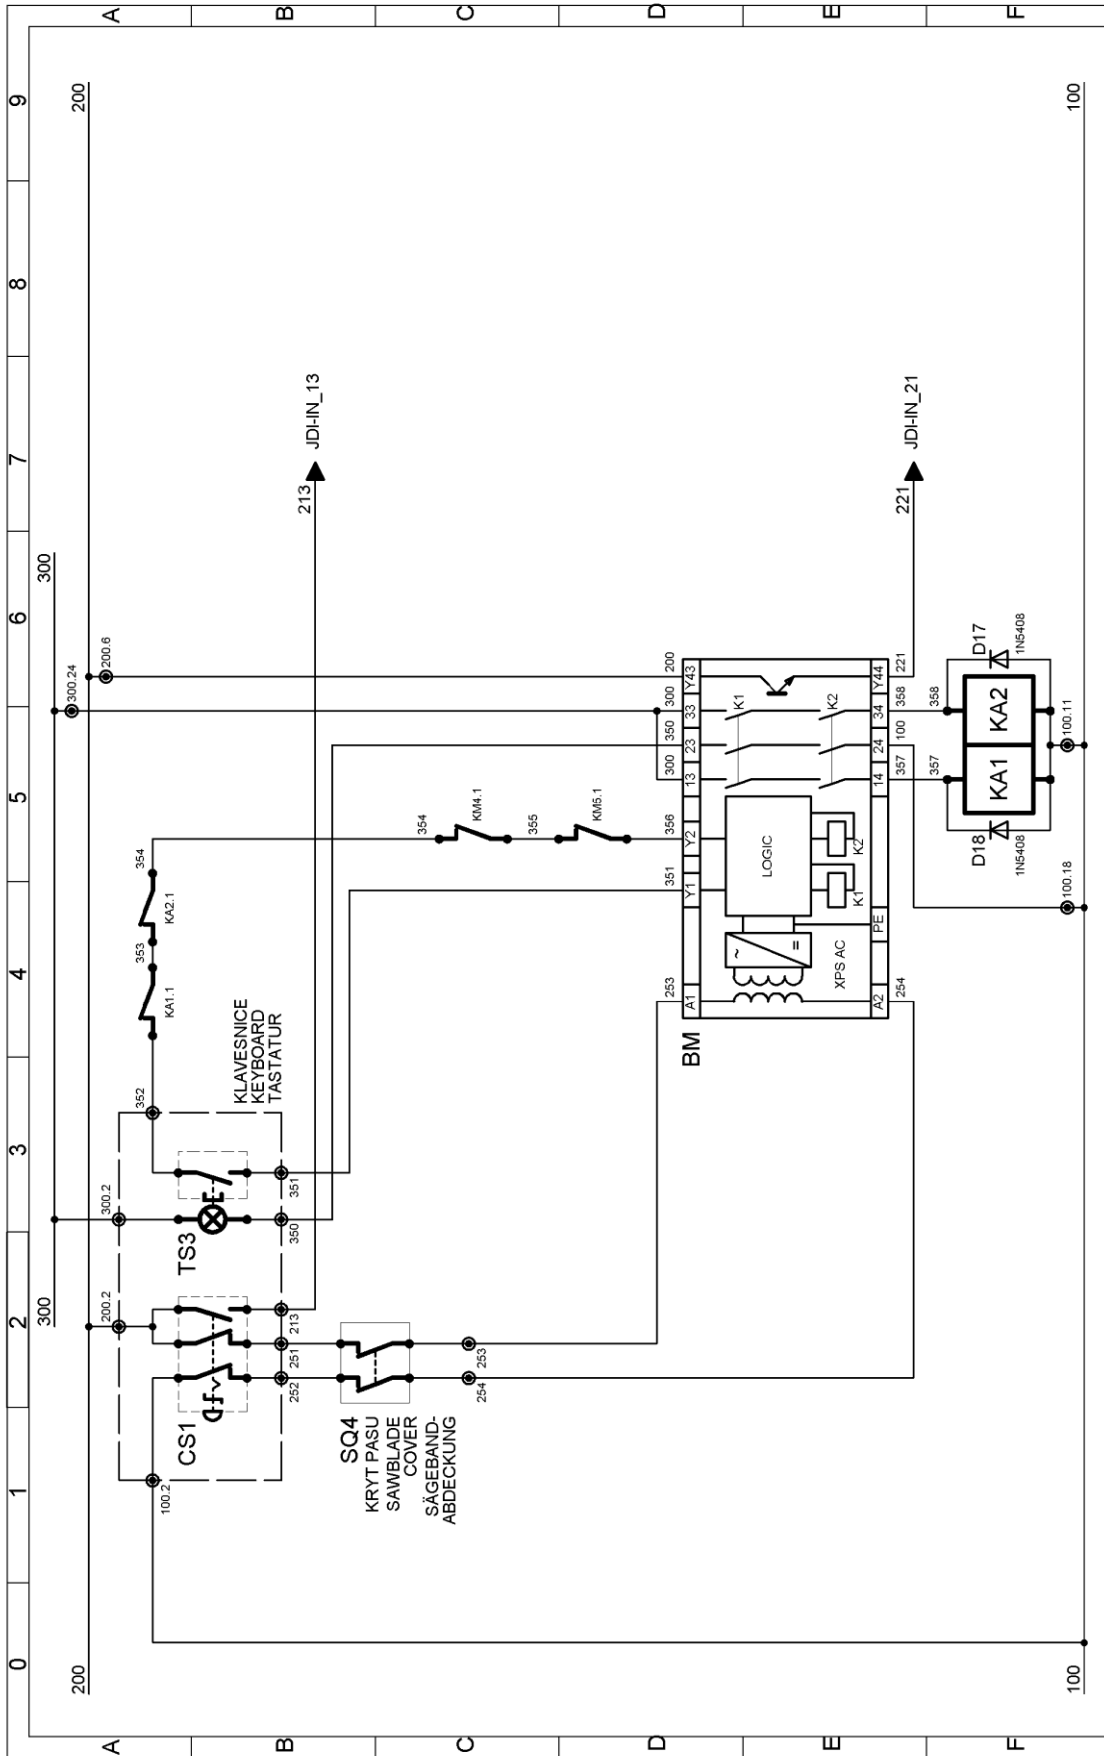 0 1 2 3 4 5 6 7 8 9
A
A
B
B
C
C
D
D
E
E
F
F
300
300
200
200
100
100
200.2
300.2
300.24
200.6
100.2
CS1
TS3
252
251
213
350
351
352
KLAVESNICE
KEYBOARD
TASTATUR
KA1.1
353
KA2.1
354
213
JDI-IN_13
SQ4
KRYT PASU
SAWBLADE
COVER
SÄGEBAND-
ABDECKUNG
254
253
354
KM4.1
355
KM5.1
356
351
253
300
350
300
200
BM
A1
Y1
Y2
13
23
33
Y43
~
=
LOGIC
XPS AC
K1
K2
K1
K2
A2
PE
14
24
34
Y44
254
357
100
358
221
221
JDI-IN_21
357
358
D18
1N5408
KA1
KA2
D17
1N5408
100.18
100.11